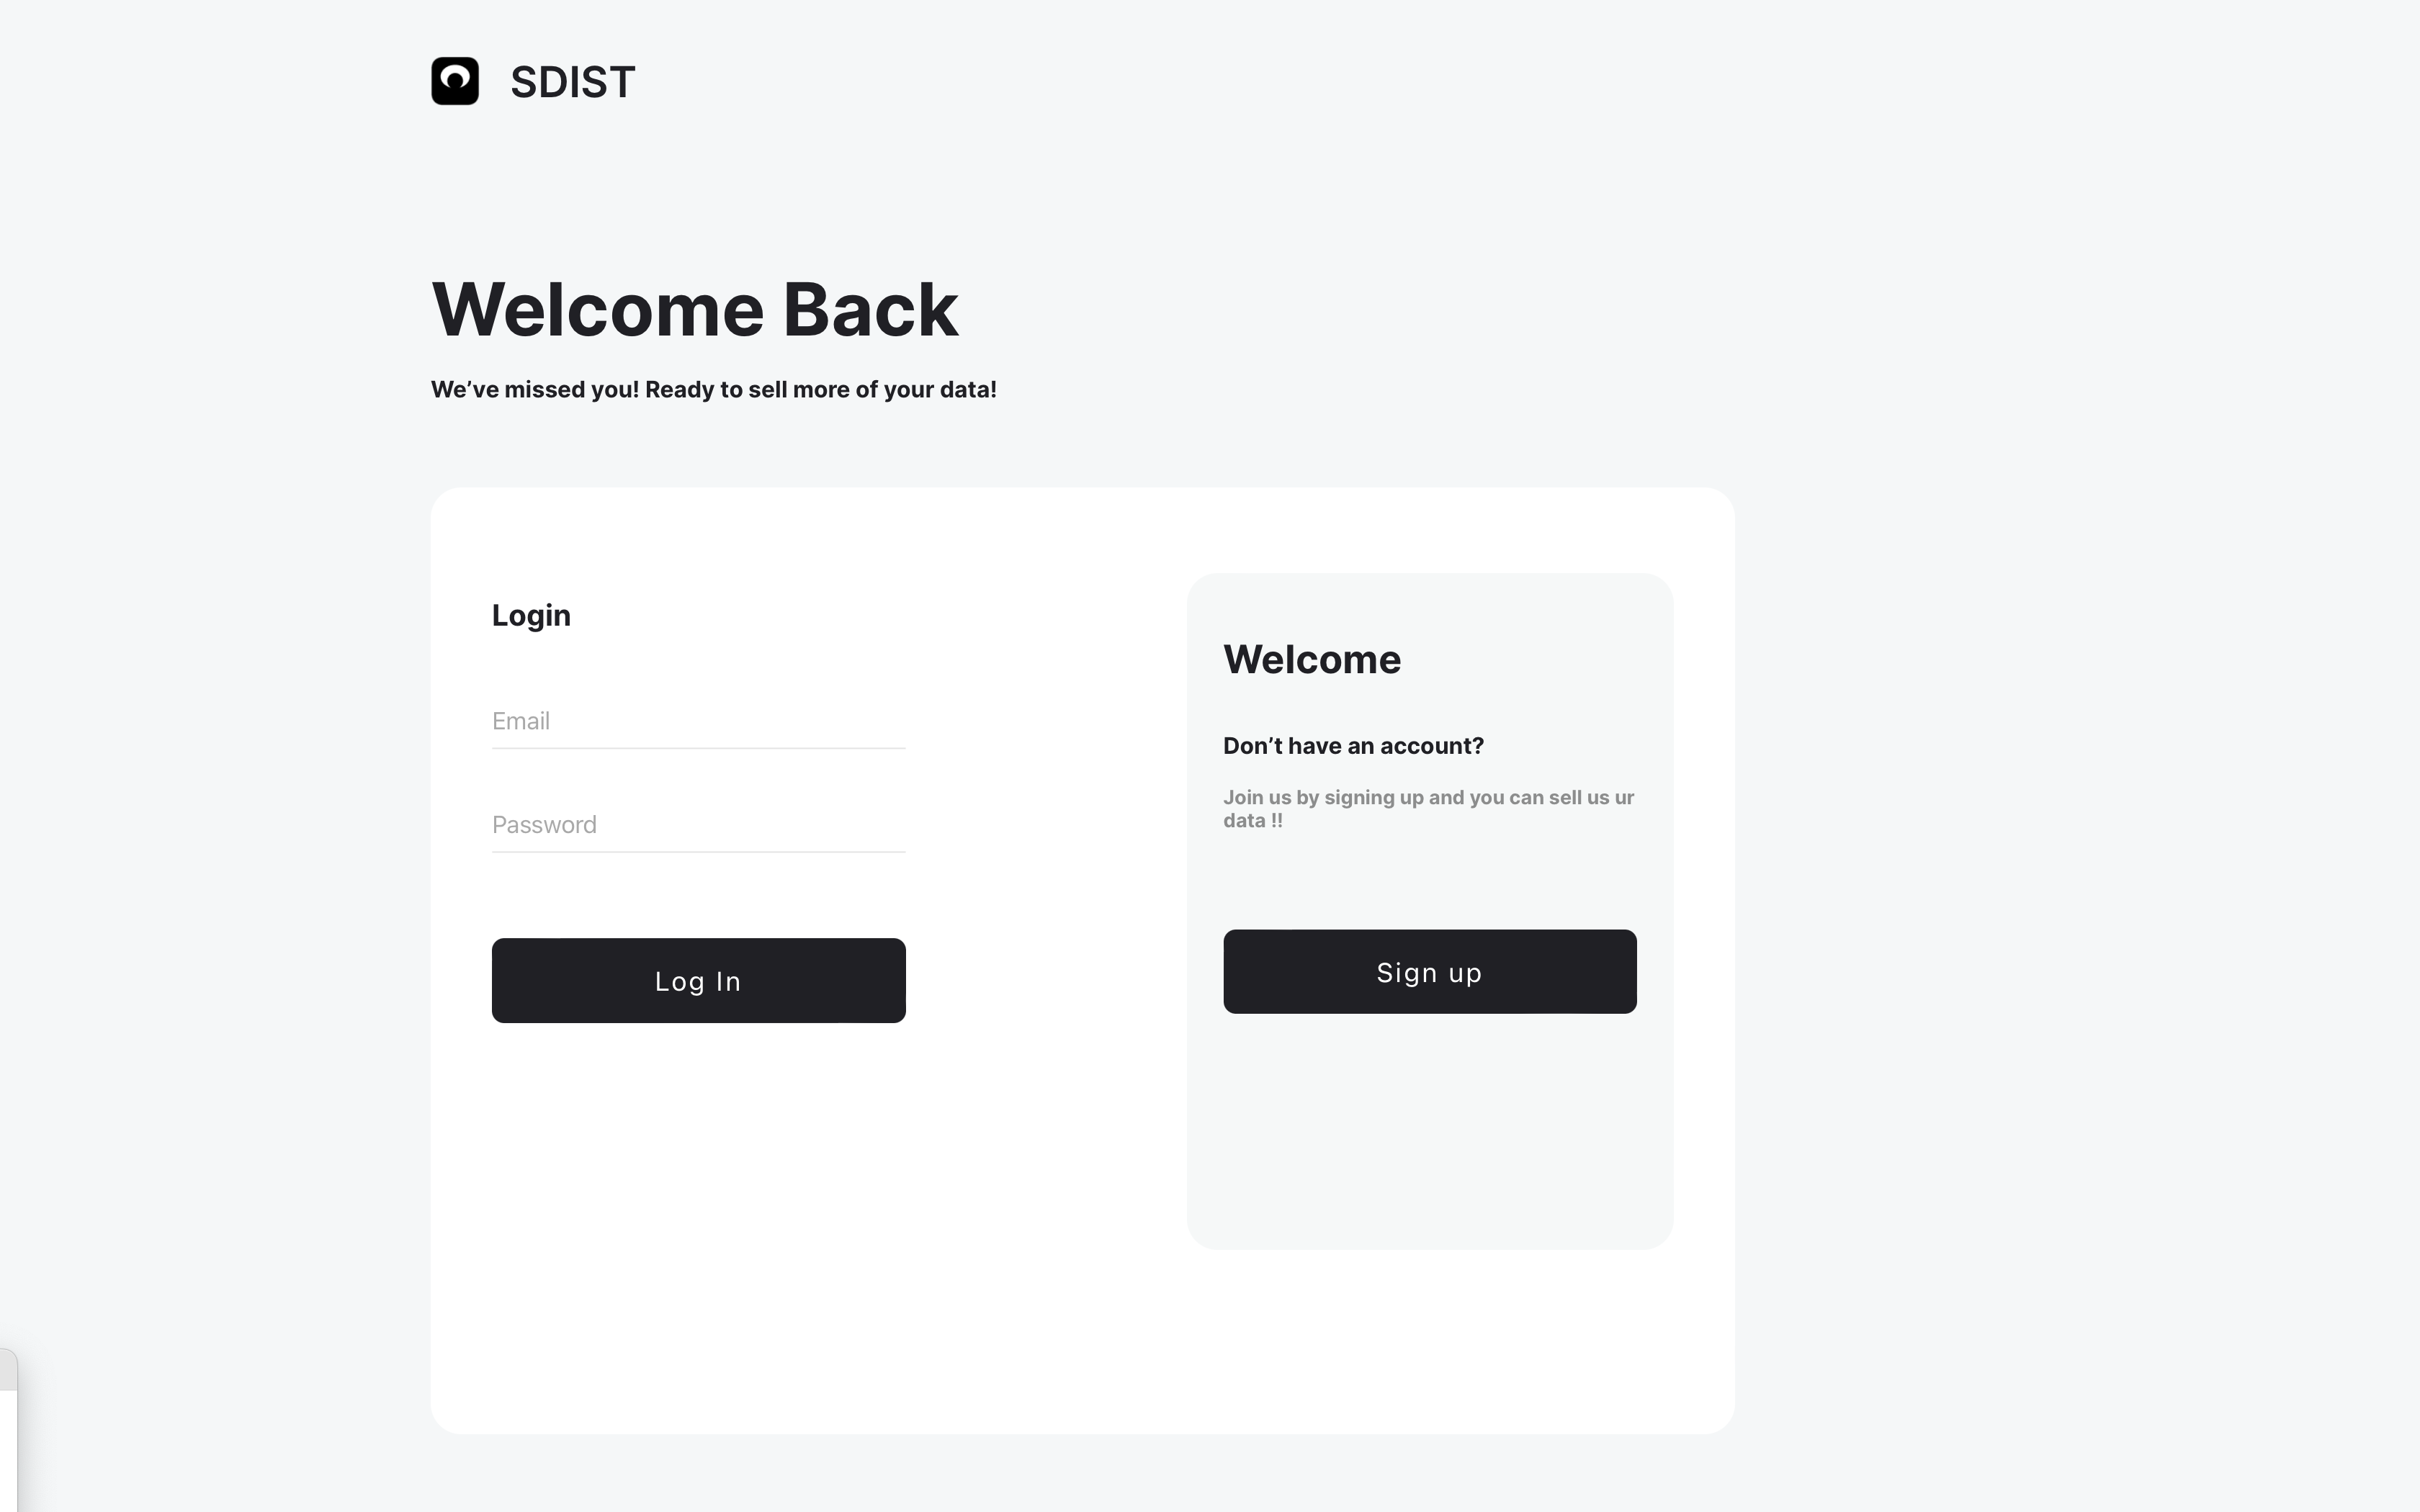 SDIST
Welcome Back
We’ve missed you! Ready to sell more of your data!
Login
Email
Password
Log In
Welcome
Don’t have an account?
Join us by signing up and you can sell us ur
data !!
Sign up